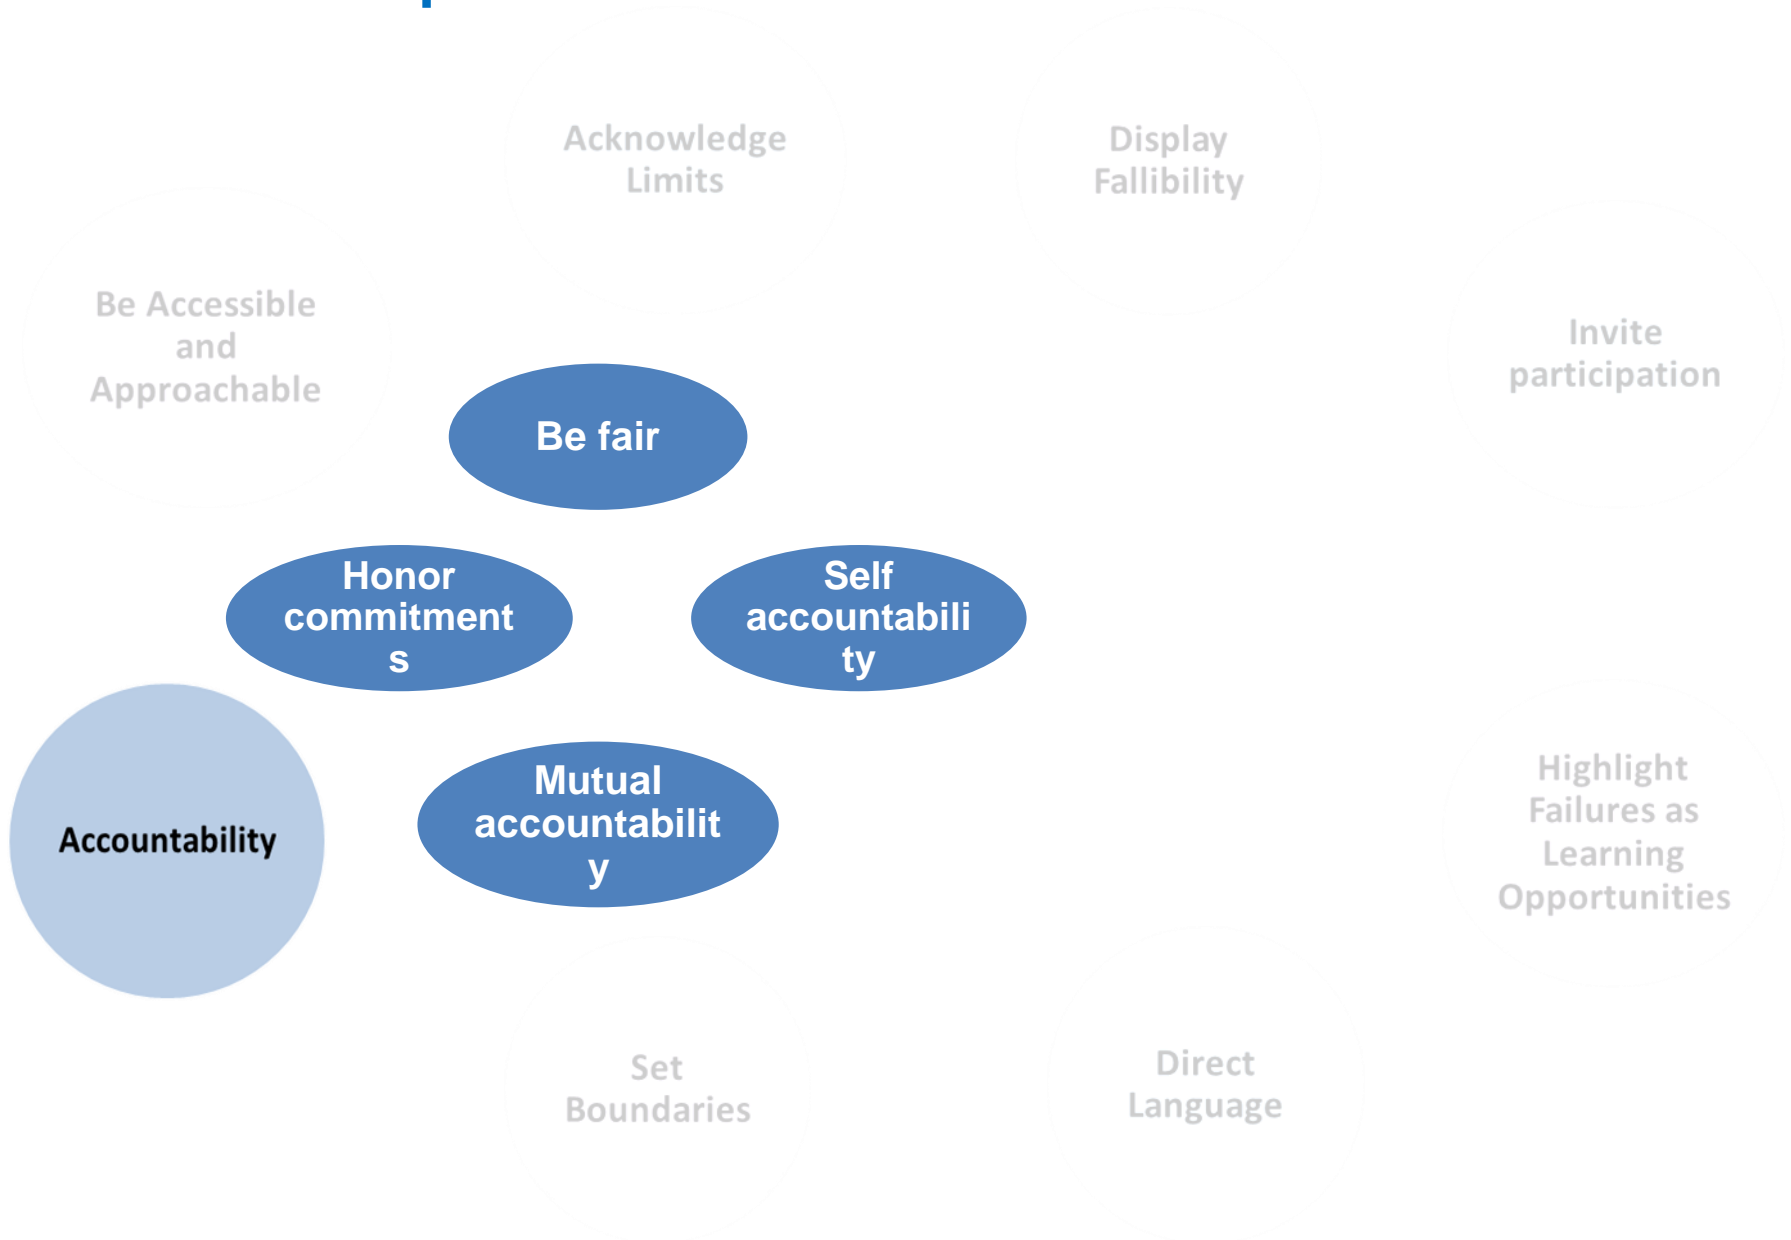 Acknowledge
Limits
Display
Fallibility
Be Accessible
and
Approachable
Invite
participation
Be fair
Honor
commitment
s
Self
accountabili
ty
Accountability
Mutual
accountabilit
y
Highlight
Failures as
Learning
Opportunities
Set
Boundaries
Direct
Language